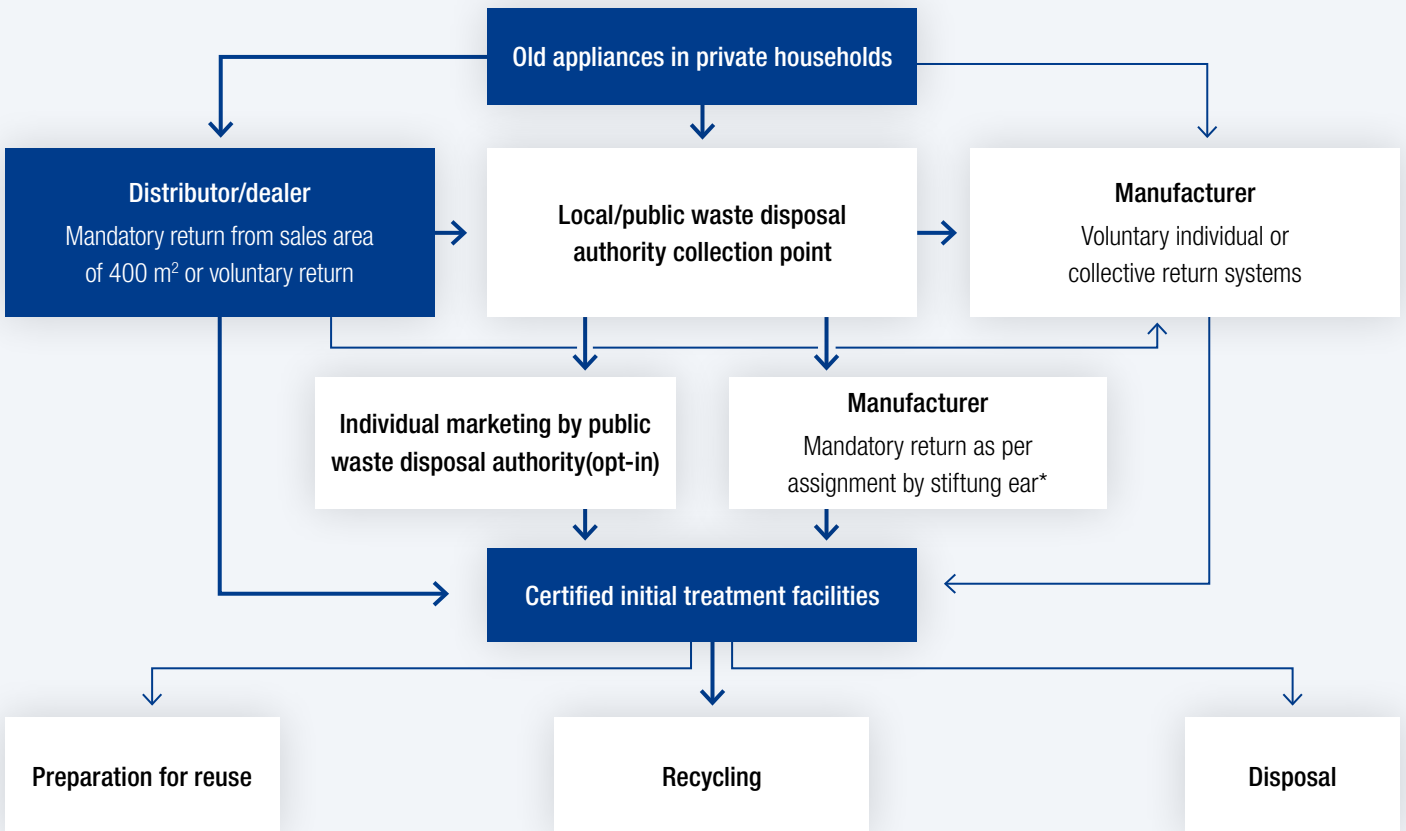 Old appliances in private households
Distributor/dealer
Mandatory return from sales area
of 400 m² or voluntary return
Local/public waste disposal
authority collection point
Manufacturer
Voluntary individual or
collective return systems
Individual marketing by public
waste disposal authority(opt-in)
Manufacturer
Mandatory return as per
assignment by stiftung ear*
Certified initial treatment facilities
Preparation for reuse
Recycling
Disposal